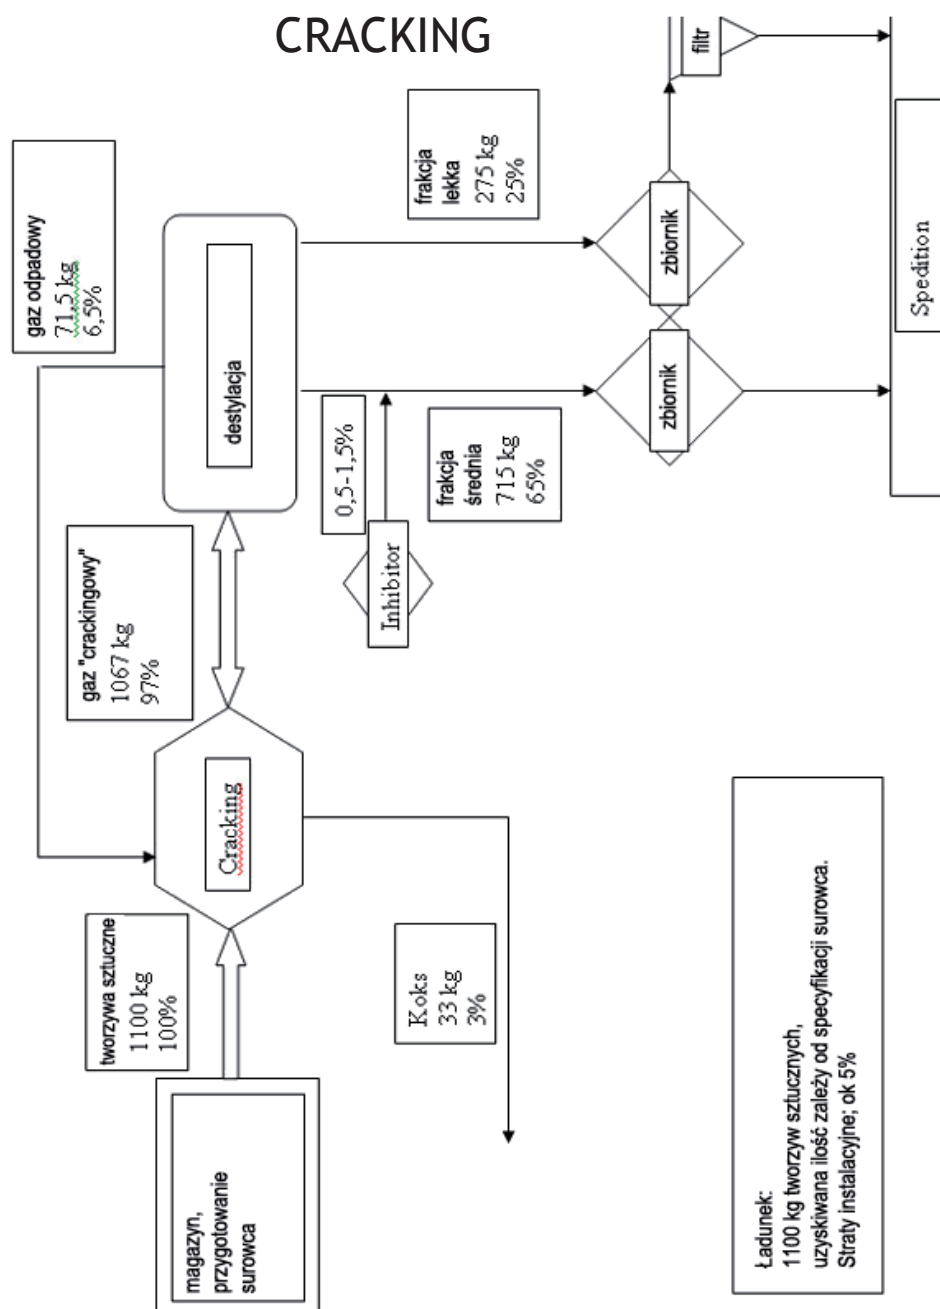 CRACKING
magazyn,
przygotowanie
surowca
tworzywa sztuczne
1100 kg
100%
Cracking
Koks
33 kg
3%
gaz "crackingowy"
1067 kg
97%
gaz odpadowy
71,5 kg
6,5%
destylacja
Inhibitor
0,5-1,5%
frakcja
średnia
715 kg
65%
frakcja
lekka
275 kg
25%
zbiornik
zbiornik
filtr
Spedition
Ładunek:
1100 kg tworzyw sztucznych,
uzyskiwana ilość zależy od specyfikacji surowca.
Straty instalacyjne; ok 5%